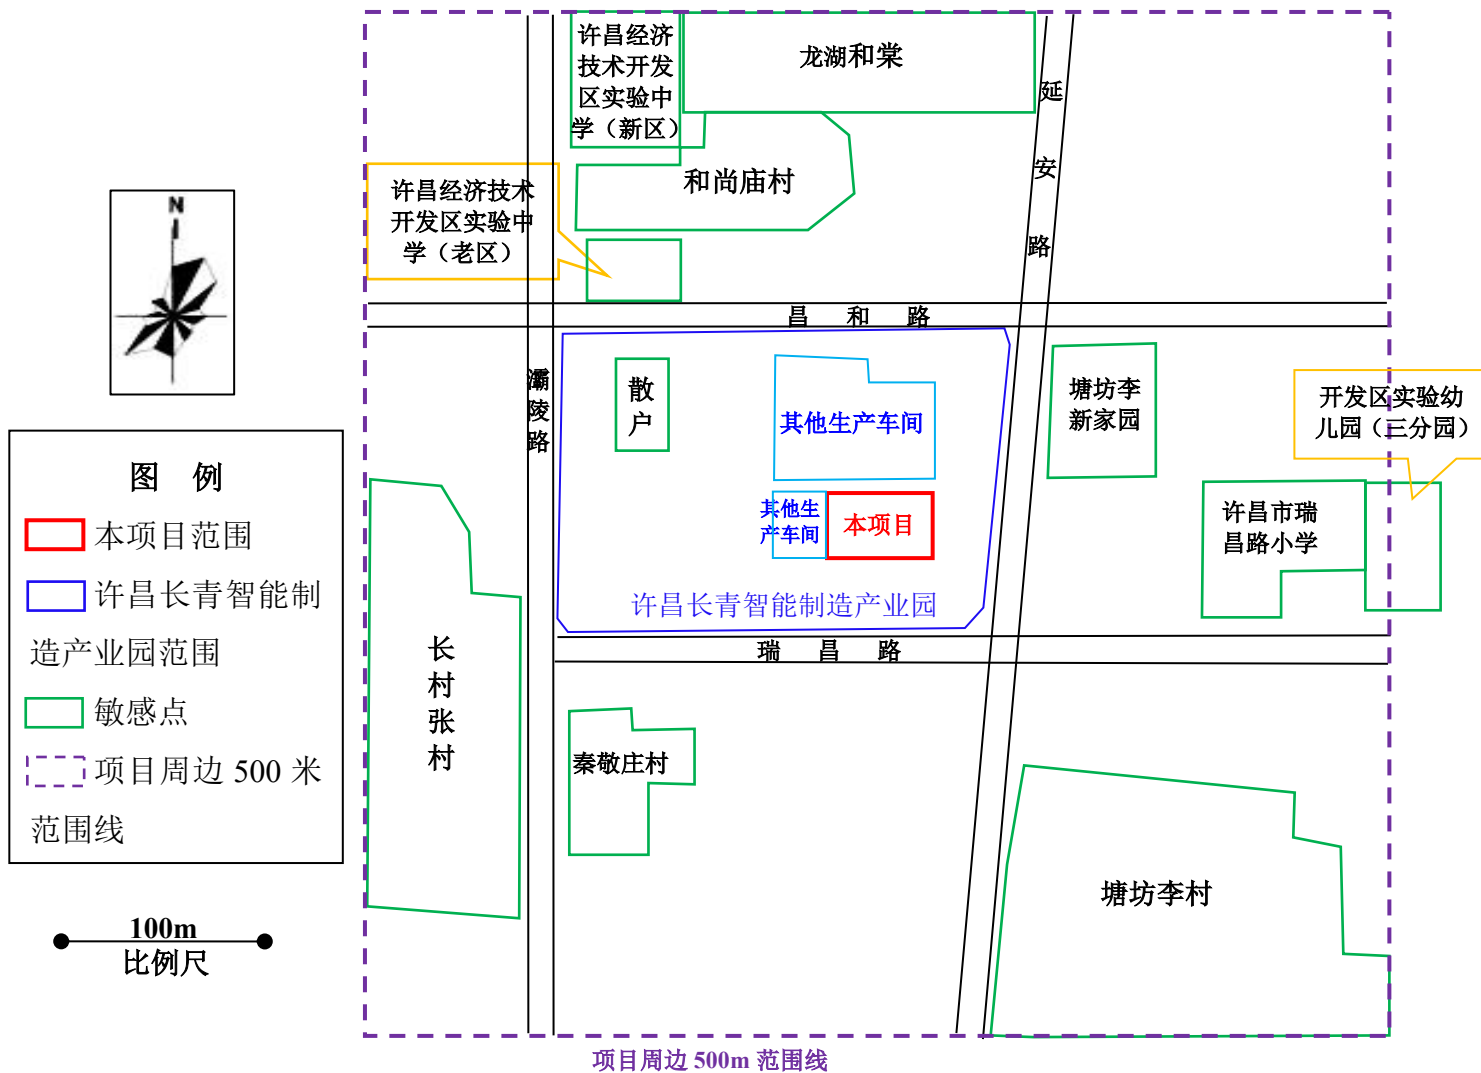 许昌经济
技术开发
区实验中
学（新区）
龙湖和棠
延
安
路
和尚庙村
许昌经济技术
开发区实验中
学（老区）
N
昌 和 路
灞
陵
路
散
户
其他生产车间
塘坊李
新家园
开发区实验幼
儿园（三分园）
其他生
产车间
本项目
许昌市瑞
昌路小学
许昌长青智能制造产业园
瑞 昌 路
长
村
张
村
秦敬庄村
塘坊李村
图 例
本项目范围
许昌长青智能制
造产业园范围
敏感点
项目周边 500 米
范围线
100m
比例尺
项目周边 500m 范围线